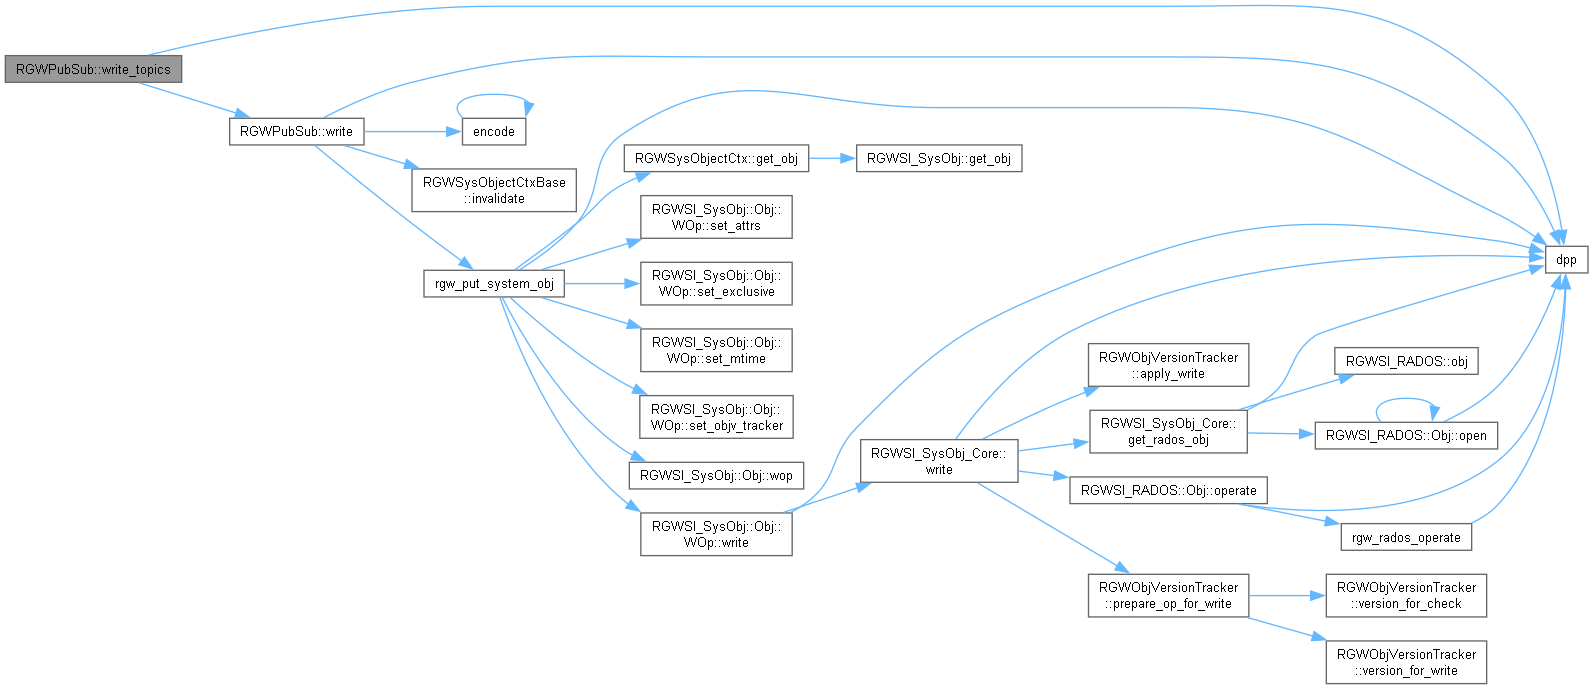 RGWPubSub::write_topics
RGWPubSub::write
encode
RGWSysObjectCtxBase
::invalidate
rgw_put_system_obj
RGWSysObjectCtx::get_obj
RGWSI_SysObj::get_obj
RGWSI_SysObj::Obj::
WOp::set_attrs
RGWSI_SysObj::Obj::
WOp::set_exclusive
RGWSI_SysObj::Obj::
WOp::set_mtime
RGWSI_SysObj::Obj::
WOp::set_objv_tracker
RGWSI_SysObj::Obj::wop
RGWSI_SysObj::Obj::
WOp::write
RGWSI_SysObj_Core::
write
RGWObjVersionTracker
::apply_write
RGWSI_SysObj_Core::
get_rados_obj
RGWSI_RADOS::Obj::operate
RGWObjVersionTracker
::prepare_op_for_write
RGWSI_RADOS::obj
RGWSI_RADOS::Obj::open
rgw_rados_operate
RGWObjVersionTracker
::version_for_check
RGWObjVersionTracker
::version_for_write
dpp